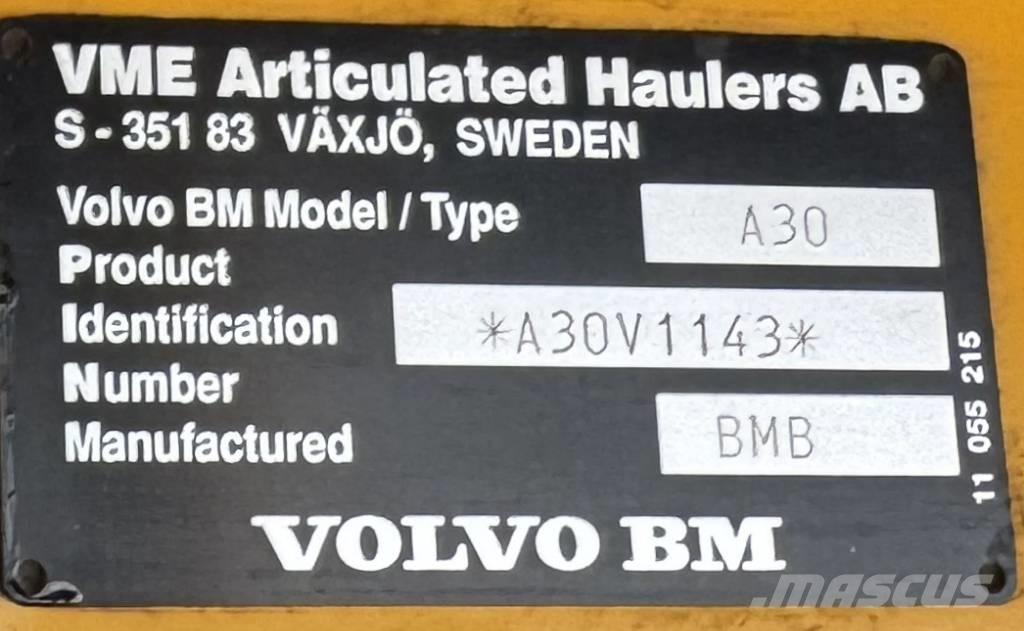 VME Articulated Haulers AB
S-351 83 VÄXJÖ, SWEDEN
Volvo BM Model / Type A30
Product
Identification *A30V1143*
Number
Manufactured BMB
VOLVO BM
11 055 215
MASCUS